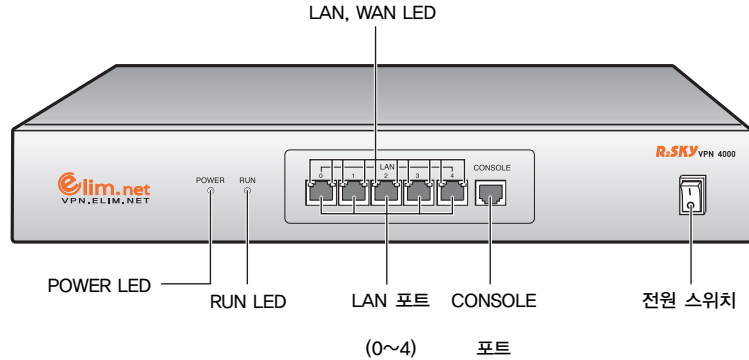 LAN, WAN LED
R2SKY VPN 4000
POWER RUN
LAN
CONSOLE
0 1 2 3 4
elim.net
VPN.ELIM.NET
POWER LED
RUN LED
LAN 포트
(0~4)
CONSOLE
포트
전원 스위치